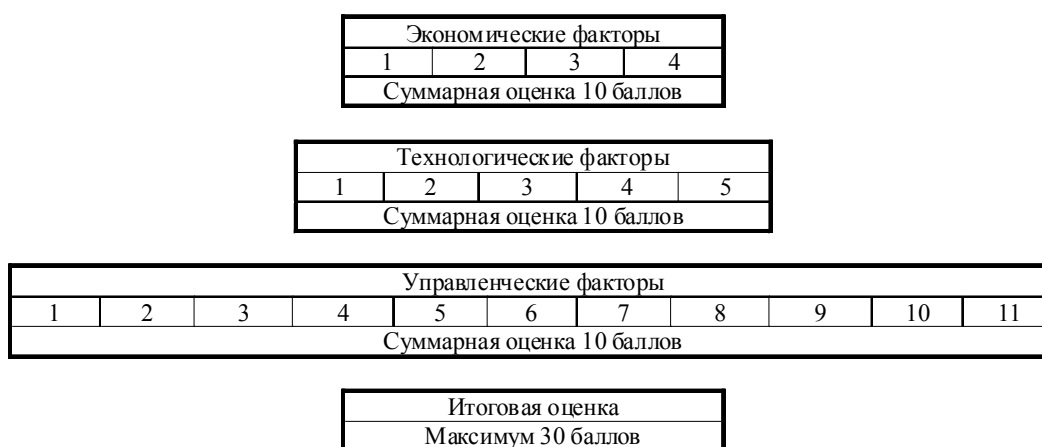 Экономические факторы
1 2 3 4
Суммарная оценка 10 баллов
Технологические факторы
1 2 3 4 5
Суммарная оценка 10 баллов
Управленческие факторы
1 2 3 4 5 6 7 8 9 10 11
Суммарная оценка 10 баллов
Итоговая оценка
Максимум 30 баллов